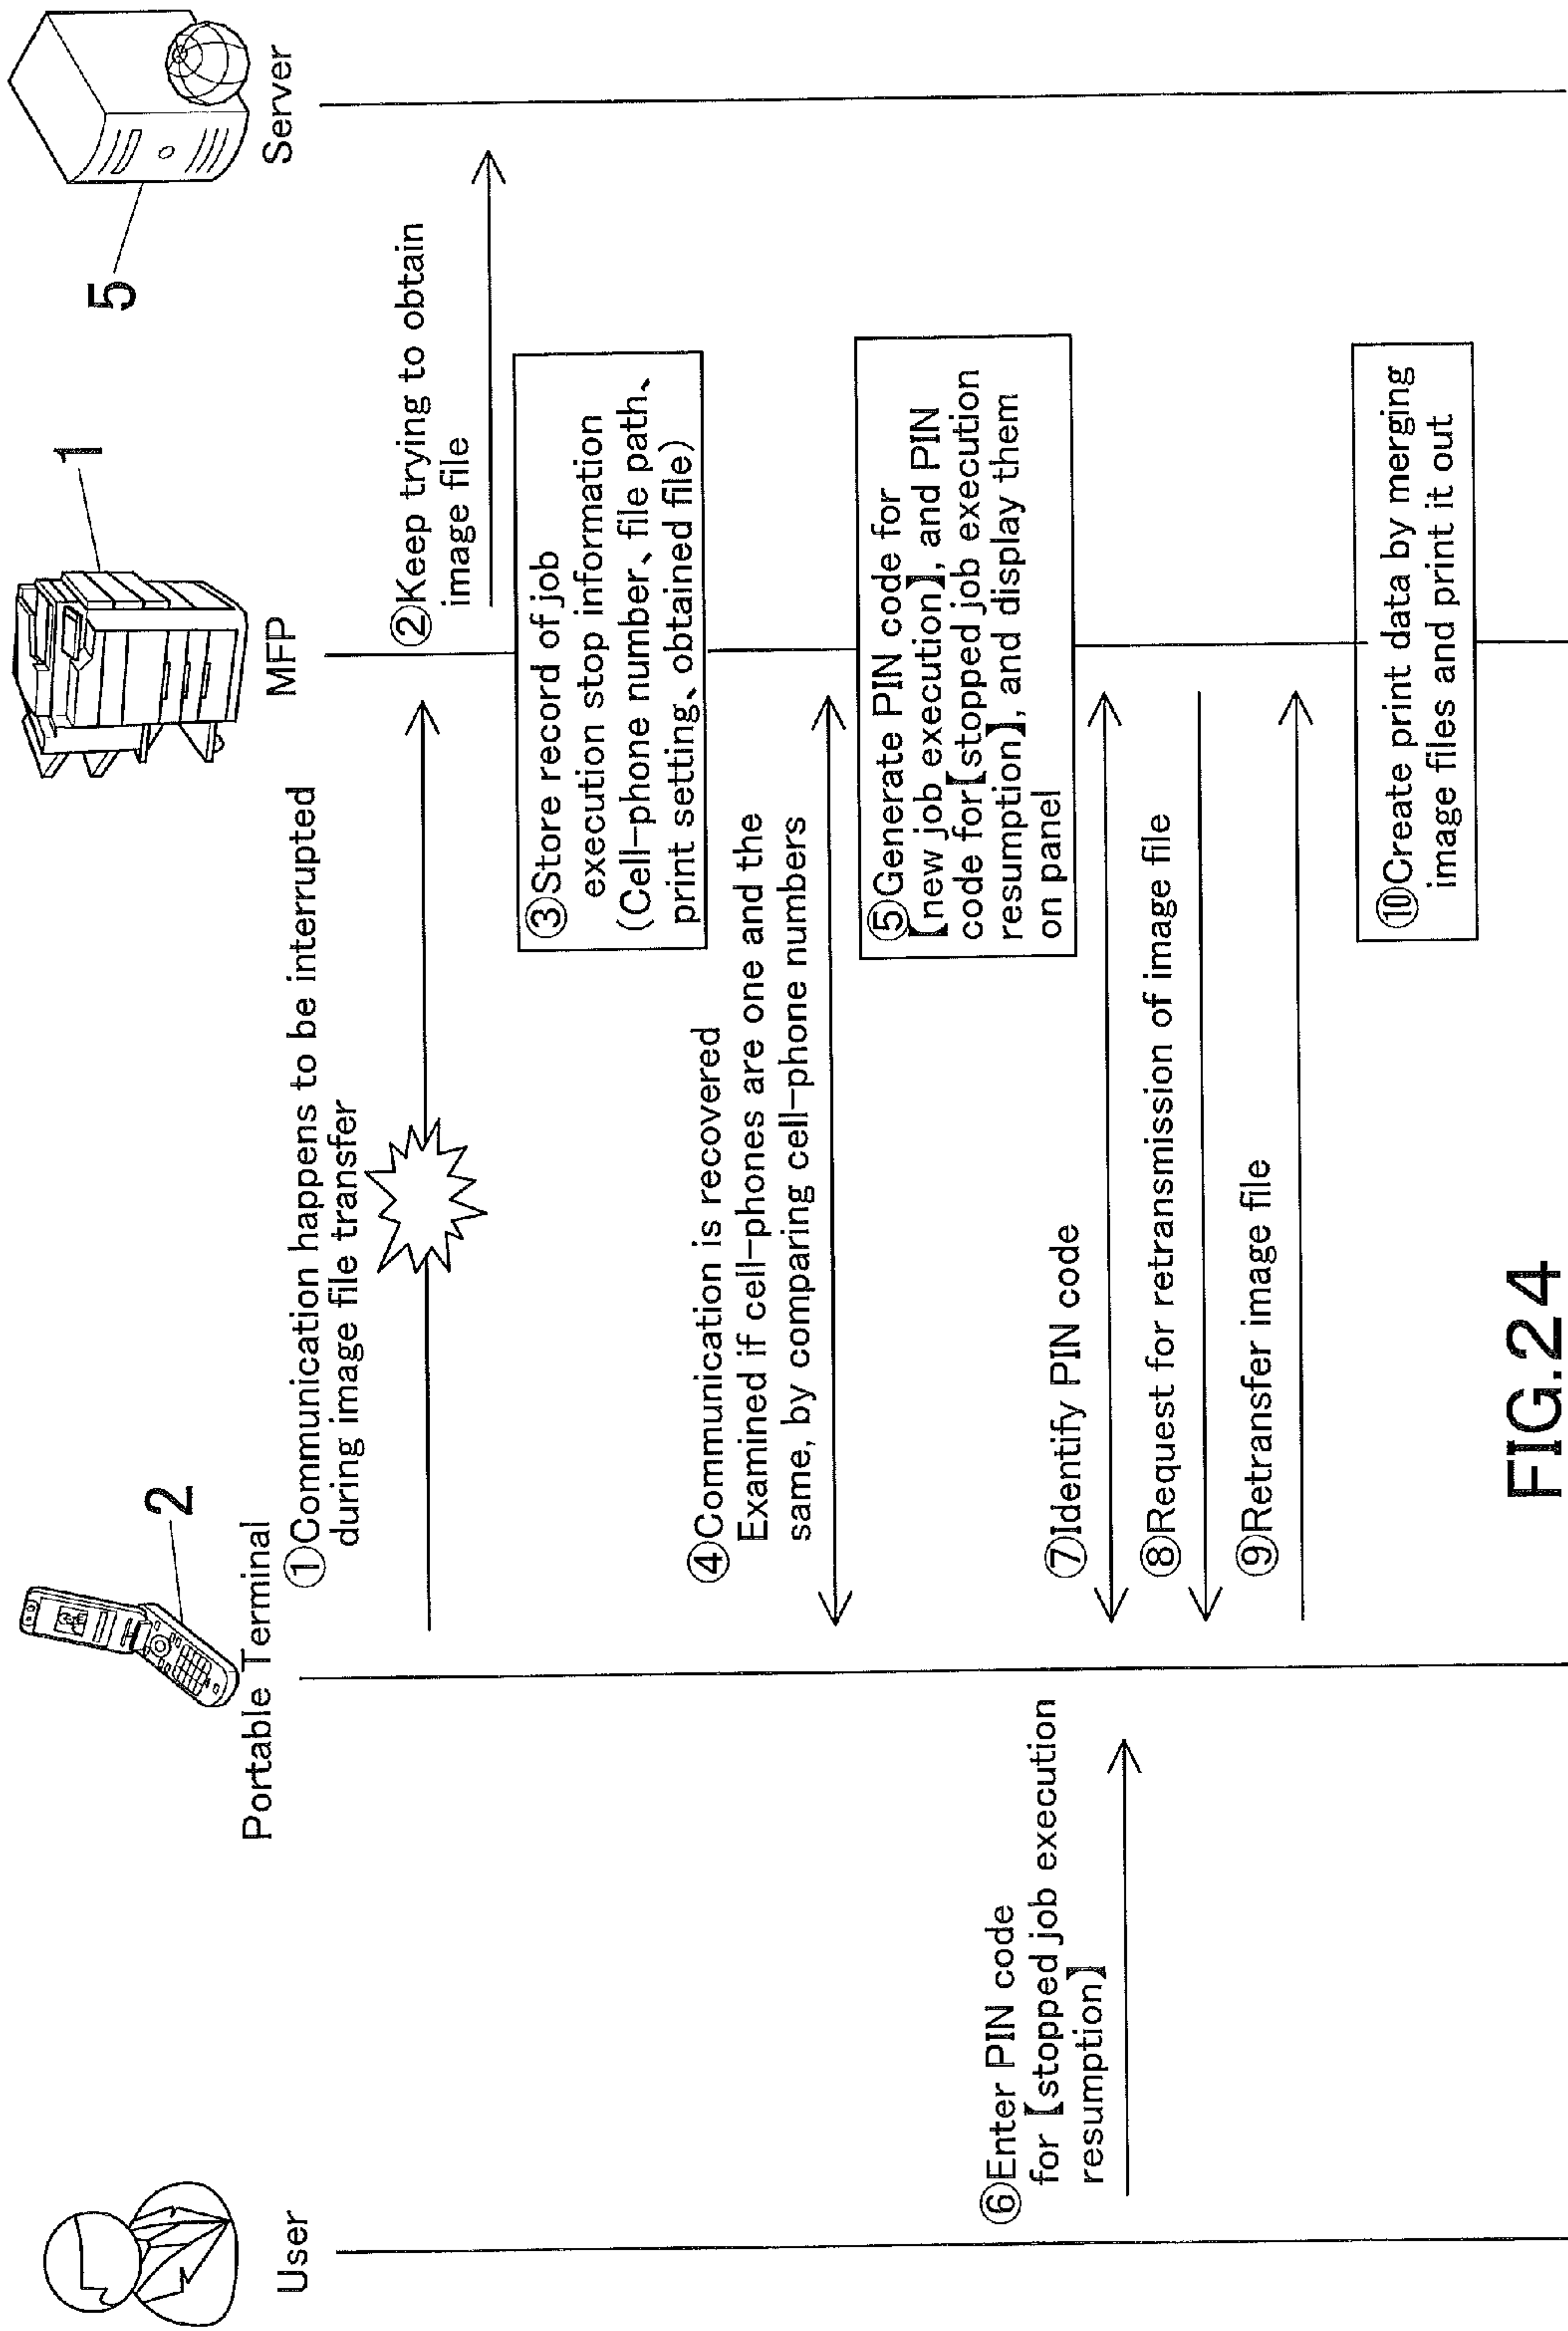 User
Portable Terminal
2
MFP
1
Server
5
①Communication happens to be interrupted
during image file transfer
②Keep trying to obtain
image file
③Store record of job
execution stop information
(Cell-phone number、file path、
print setting、obtained file)
④Communication is recovered
Examined if cell-phones are one and the
same, by comparing cell-phone numbers
⑤Generate PIN code for
【new job execution】, and PIN
code for【stopped job execution
resumption】, and display them
on panel
⑥Enter PIN code
for【stopped job execution
resumption】
⑦Identify PIN code
⑧Request for retransmission of image file
⑨Retransfer image file
⑩Create print data by merging
image files and print it out
FIG.24